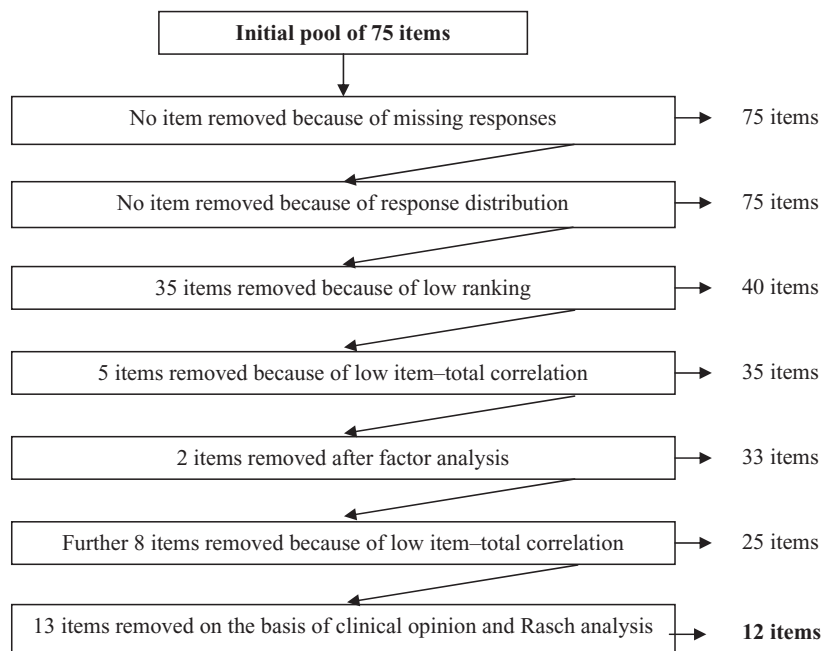 Initial pool of 75 items
No item removed because of missing responses
75 items
No item removed because of response distribution
75 items
35 items removed because of low ranking
40 items
5 items removed because of low item–total correlation
35 items
2 items removed after factor analysis
33 items
Further 8 items removed because of low item–total correlation
25 items
13 items removed on the basis of clinical opinion and Rasch analysis
12 items